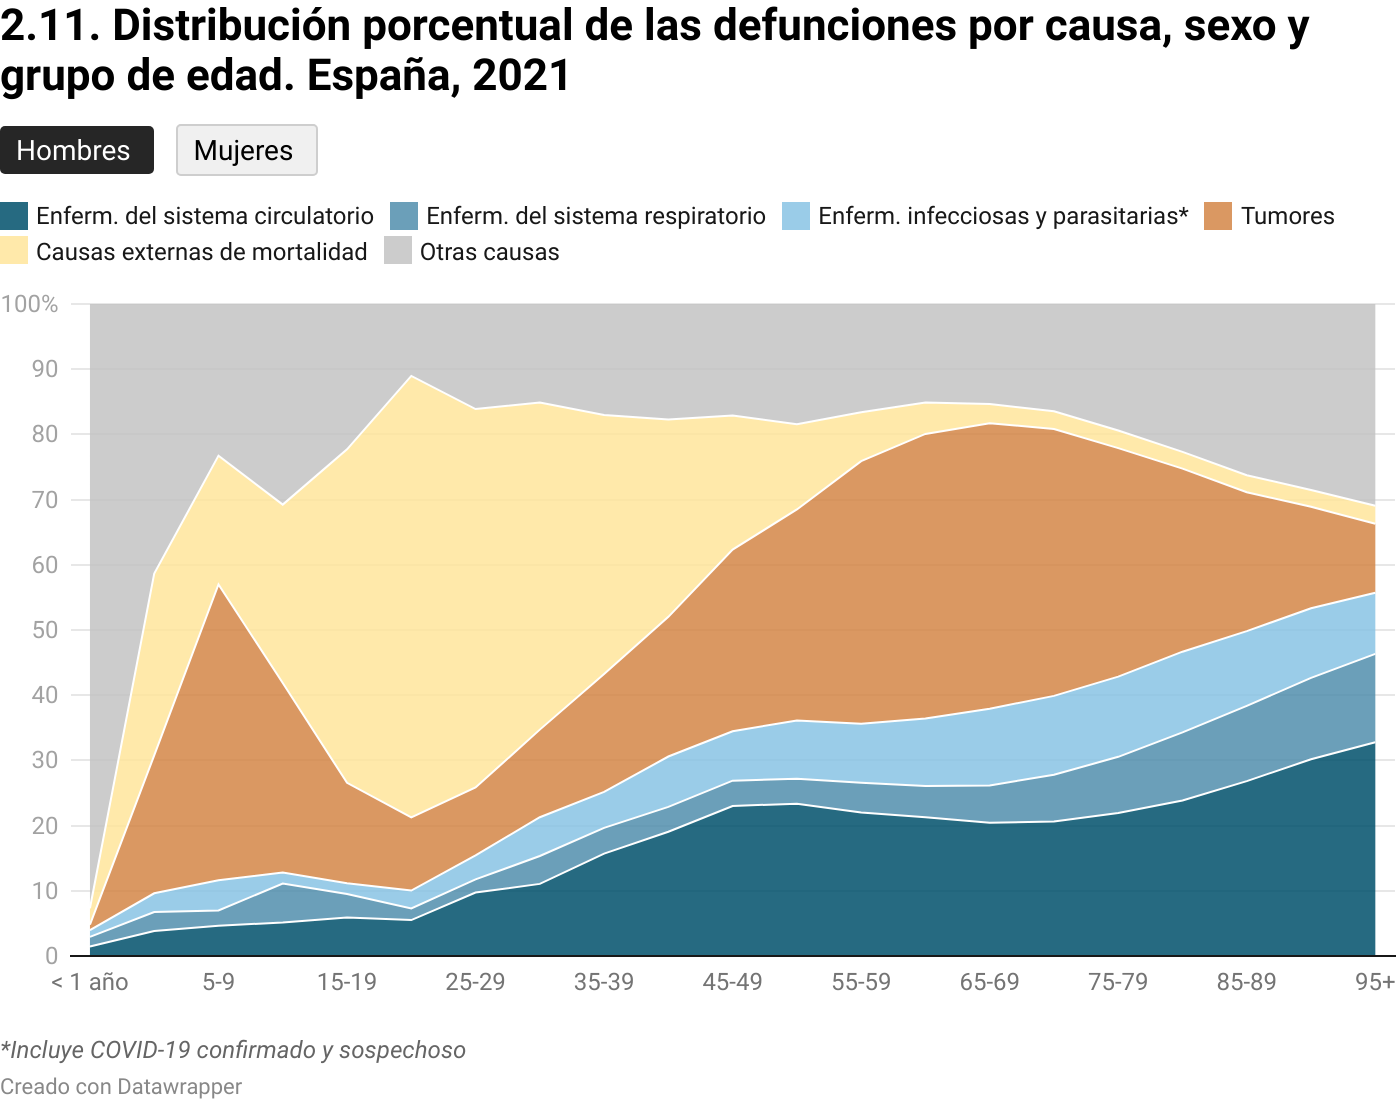 2.11. Distribución porcentual de las defunciones por causa, sexo y
grupo de edad. España, 2021
Hombres Mujeres
Enferm. del sistema circulatorio Enferm. del sistema respiratorio Enferm. infecciosas y parasitarias* Tumores
Causas externas de mortalidad Otras causas
100%
90
80
70
60
50
40
30
20
10
0
< 1 año 5-9 15-19 25-29 35-39 45-49 55-59 65-69 75-79 85-89 95+
*Incluye COVID-19 confirmado y sospechoso
Creado con Datawrapper